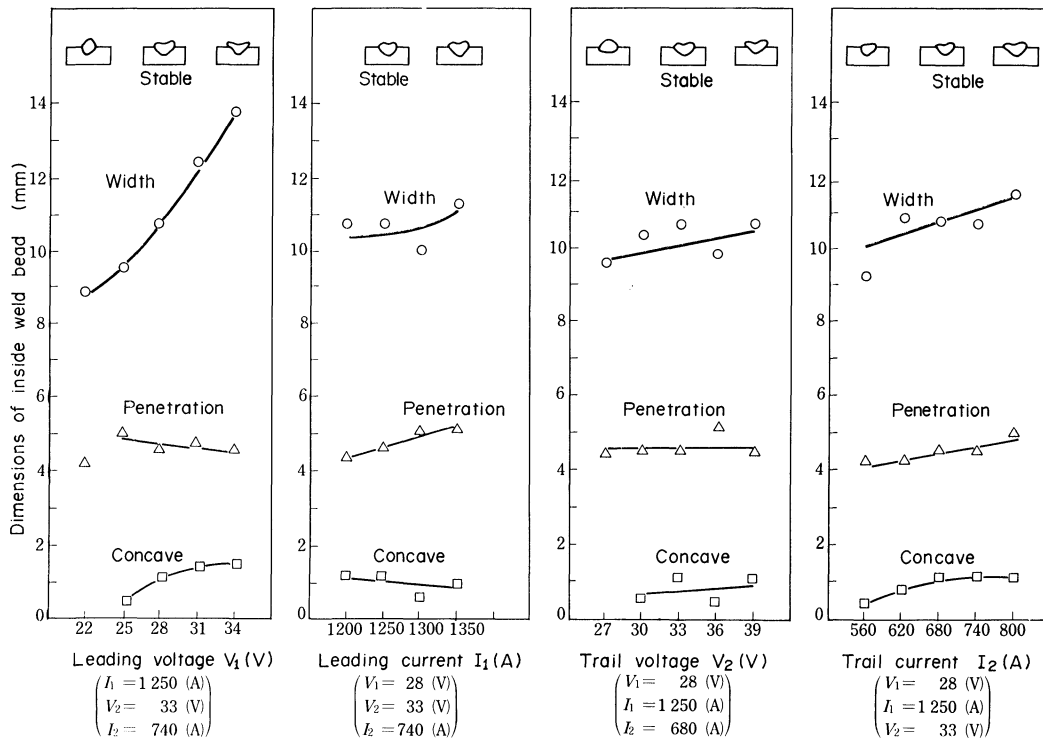 Dimensions of inside weld bead (mm)
Stable
14
12
10
8
6
4
2
0
Width
Penetration
Concave
22 25 28 31 34
Leading voltage V₁ (V)
I₁ = 1 250 (A)
V₂ = 33 (V)
I₂ = 740 (A)
Stable
14
12
10
8
6
4
2
0
Width
Penetration
Concave
1200 1250 1300 1350
Leading current I₁ (A)
V₁ = 28 (V)
V₂ = 33 (V)
I₂ = 740 (A)
Stable
14
12
10
8
6
4
2
0
Width
Penetration
Concave
27 30 33 36 39
Trail voltage V₂ (V)
V₁ = 28 (V)
I₁ = 1 250 (A)
I₂ = 680 (A)
Stable
14
12
10
8
6
4
2
0
Width
Penetration
Concave
560 620 680 740 800
Trail current I₂ (A)
V₁ = 28 (V)
I₁ = 1 250 (A)
V₂ = 33 (V)